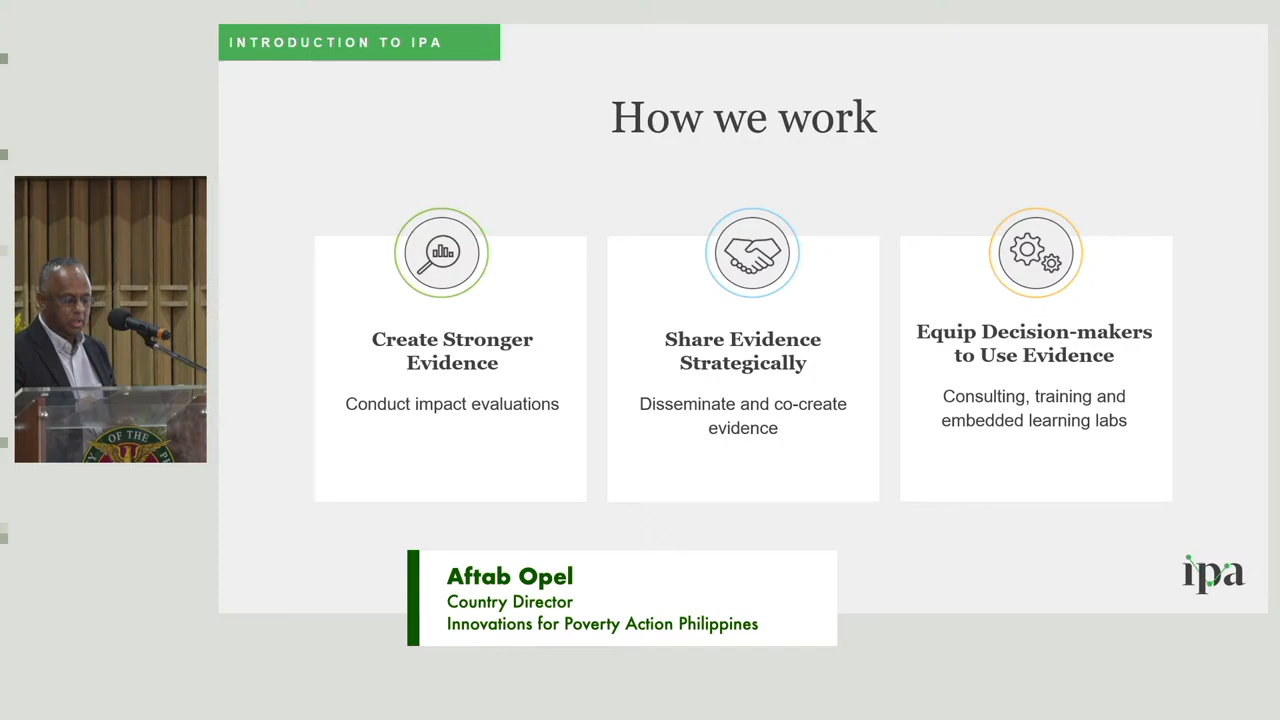 INTRODUCTION TO IPA
How we work
Create Stronger
Evidence
Conduct impact evaluations
Share Evidence
Strategically
Disseminate and co-create
evidence
Equip Decision-makers
to Use Evidence
Consulting, training and
embedded learning labs
OF THE
ipa
Aftab Opel
Country Director
Innovations for Poverty Action Philippines